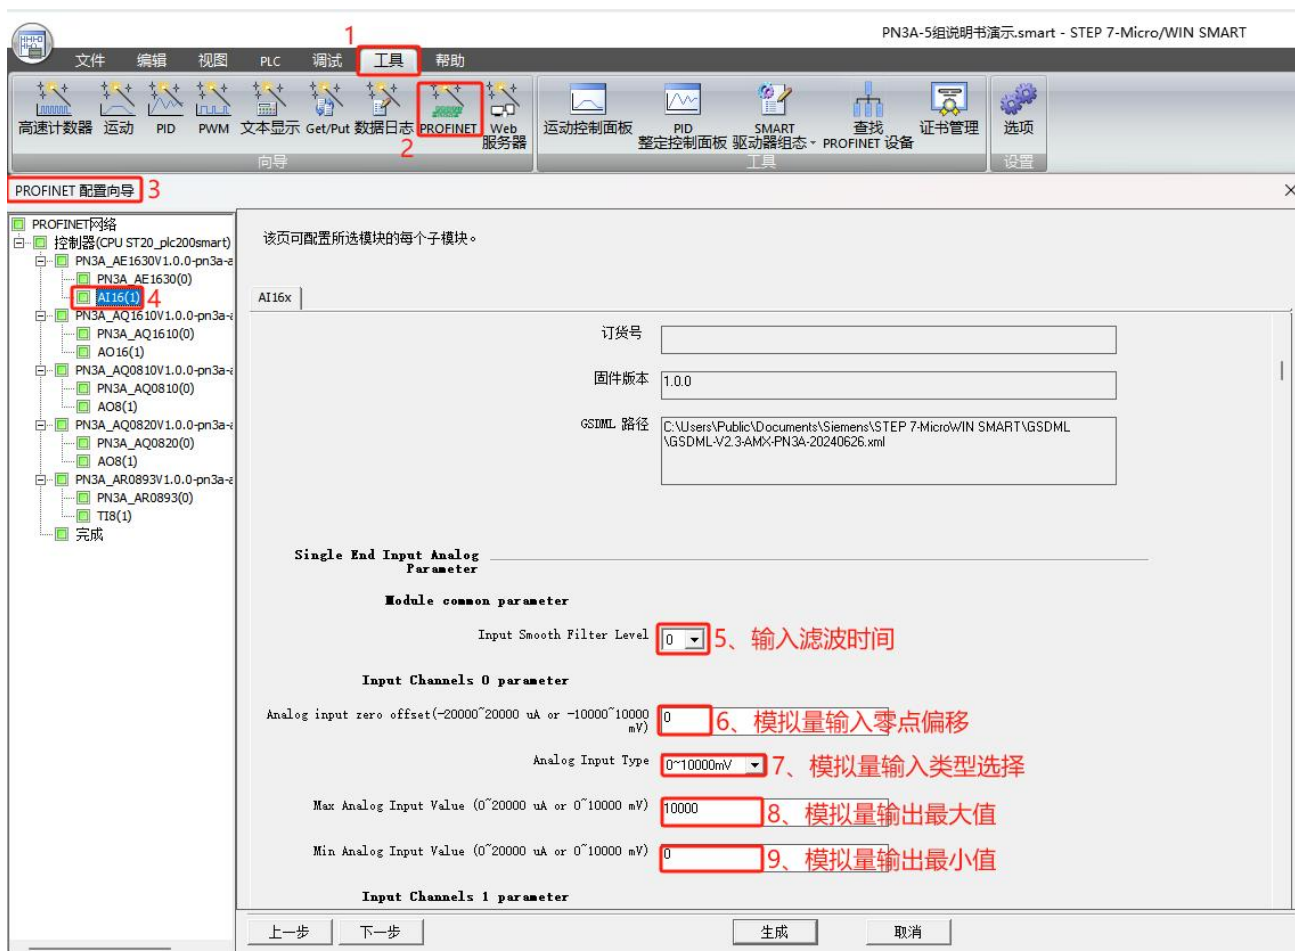 PN3A-5组说明书演示.smart - STEP 7-Micro/WIN SMART
1
文件 编辑 视图 PLC 调试 工具 帮助
高速计数器 运动 PID PWM 文本显示 Get/Put 数据日志 PROFINET Web 服务器 运动控制面板 PID 整定控制面板 SMART 驱动器组态 查找 PROFINET 设备 证书管理 选项
2
向导 工具 设置
PROFINET 配置向导 3
PROFINET网络
控制器(CPU ST20_plc200smart)
PN3A_AE1630V1.0.0-pn3a-a
PN3A_AE1630(0)
AI16(1) 4
PN3A_AQ1610V1.0.0-pn3a-a
PN3A_AQ1610(0)
AO16(1)
PN3A_AQ0810V1.0.0-pn3a-a
PN3A_AQ0810(0)
AO8(1)
PN3A_AQ0820V1.0.0-pn3a-a
PN3A_AQ0820(0)
AO8(1)
PN3A_AR0893V1.0.0-pn3a-a
PN3A_AR0893(0)
TI8(1)
完成
该页可配置所选模块的每个子模块。
AI16x
订货号
固件版本 1.0.0
GSDML 路径 C:\Users\Public\Documents\Siemens\STEP 7-MicroWIN SMART\GSDML
\GSDML-V2.3-AMX-PN3A-20240626.xml
Single End Input Analog
Parameter
Module common parameter
Input Smooth Filter Level 0 5、输入滤波时间
Input Channels 0 parameter
Analog input zero offset(-20000~20000 uA or -10000~10000
mV) 0 6、模拟量输入零点偏移
Analog Input Type 0~10000mV 7、模拟量输入类型选择
Max Analog Input Value (0~20000 uA or 0~10000 mV) 10000 8、模拟量输出最大值
Min Analog Input Value (0~20000 uA or 0~10000 mV) 0 9、模拟量输出最小值
Input Channels 1 parameter
上一步 下一步 生成 取消